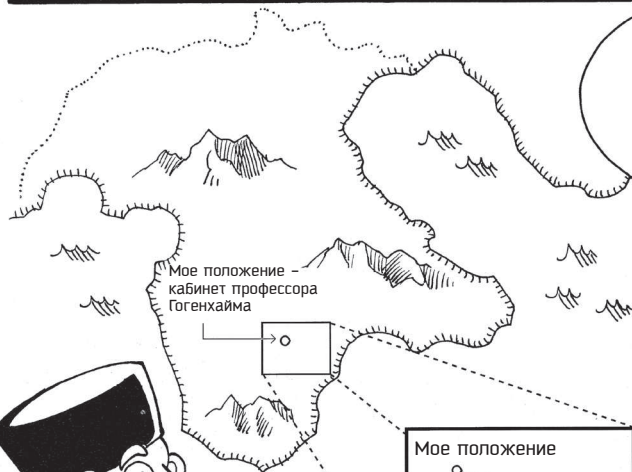 Мое положение –
кабинет профессора
Гогенхайма
Мое положение